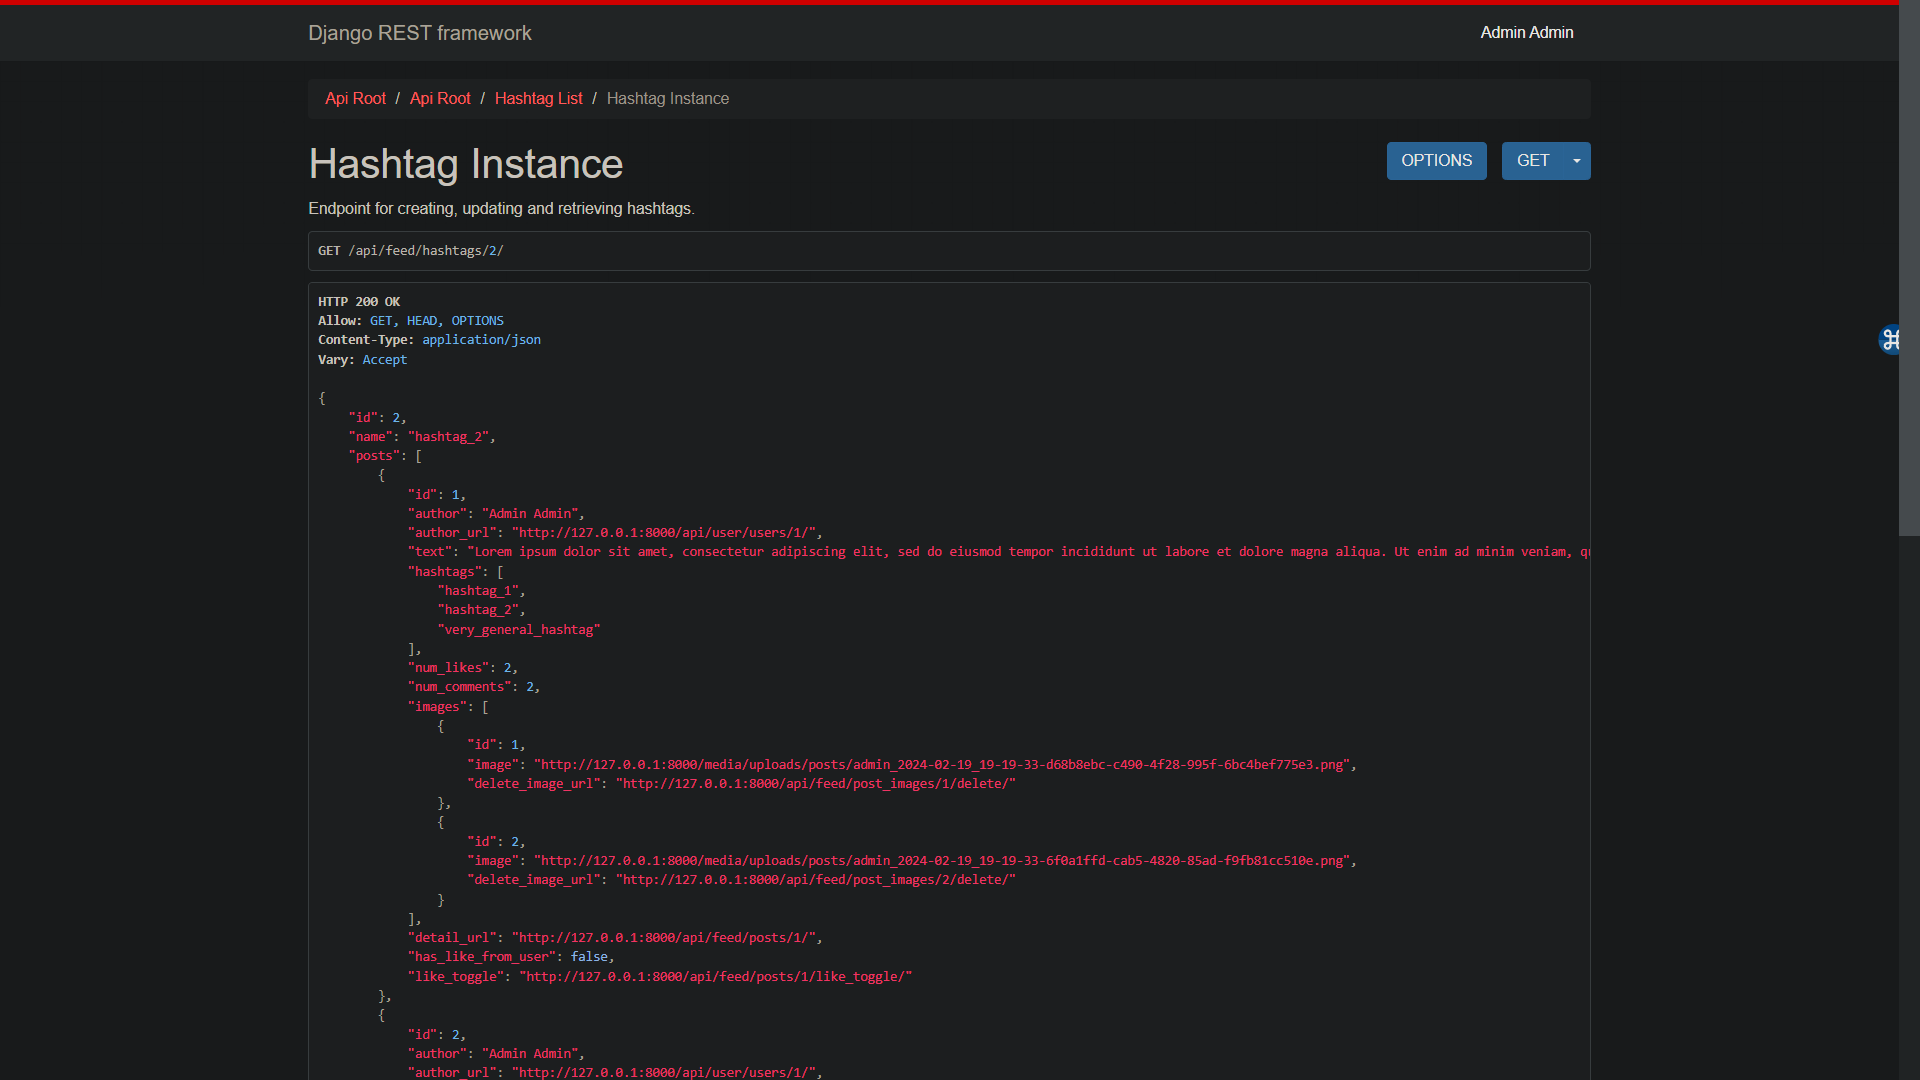 Django REST framework
Admin Admin
Api Root / Api Root / Hashtag List / Hashtag Instance
Hashtag Instance
OPTIONS
GET
Endpoint for creating, updating and retrieving hashtags.
GET /api/feed/hashtags/2/
HTTP 200 OK
Allow: GET, HEAD, OPTIONS
Content-Type: application/json
Vary: Accept
{
    "id": 2,
    "name": "hashtag_2",
    "posts": [
        {
            "id": 1,
            "author": "Admin Admin",
            "author_url": "http://127.0.0.1:8000/api/user/users/1/",
            "text": "Lorem ipsum dolor sit amet, consectetur adipiscing elit, sed do eiusmod tempor incididunt ut labore et dolore magna aliqua. Ut enim ad minim veniam,
            "hashtags": [
                "hashtag_1",
                "hashtag_2",
                "very_general_hashtag"
            ],
            "num_likes": 2,
            "num_comments": 2,
            "images": [
                {
                    "id": 1,
                    "image": "http://127.0.0.1:8000/media/uploads/posts/admin_2024-02-19_19-19-33-d68b8ebc-c490-4f28-995f-6bc4bef775e3.png",
                    "delete_image_url": "http://127.0.0.1:8000/api/feed/post_images/1/delete/"
                },
                {
                    "id": 2,
                    "image": "http://127.0.0.1:8000/media/uploads/posts/admin_2024-02-19_19-19-33-6f0a1ffd-cab5-4820-85ad-f9fb81cc510e.png",
                    "delete_image_url": "http://127.0.0.1:8000/api/feed/post_images/2/delete/"
                }
            ],
            "detail_url": "http://127.0.0.1:8000/api/feed/posts/1/",
            "has_like_from_user": false,
            "like_toggle": "http://127.0.0.1:8000/api/feed/posts/1/like_toggle/"
        },
        {
            "id": 2,
            "author": "Admin Admin",
            "author_url": "http://127.0.0.1:8000/api/user/users/1/",